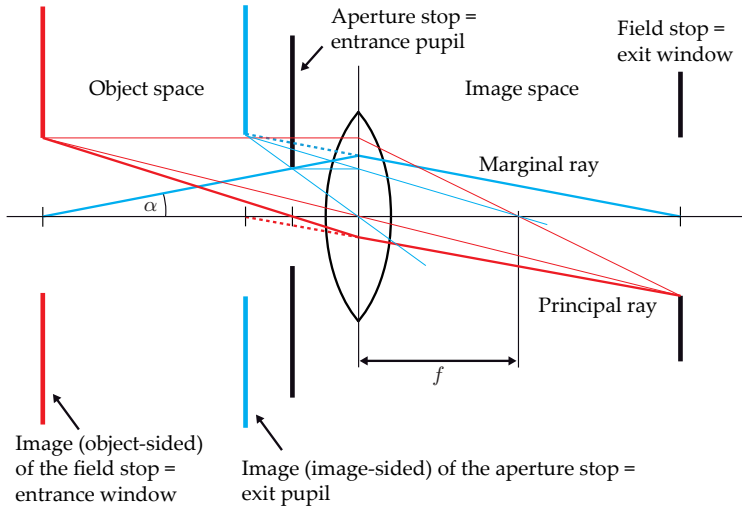 Aperture stop =
entrance pupil
Field stop =
exit window
Object space
Image space
Marginal ray
α
Principal ray
f
Image (object-sided)
of the field stop =
entrance window
Image (image-sided) of the aperture stop =
exit pupil